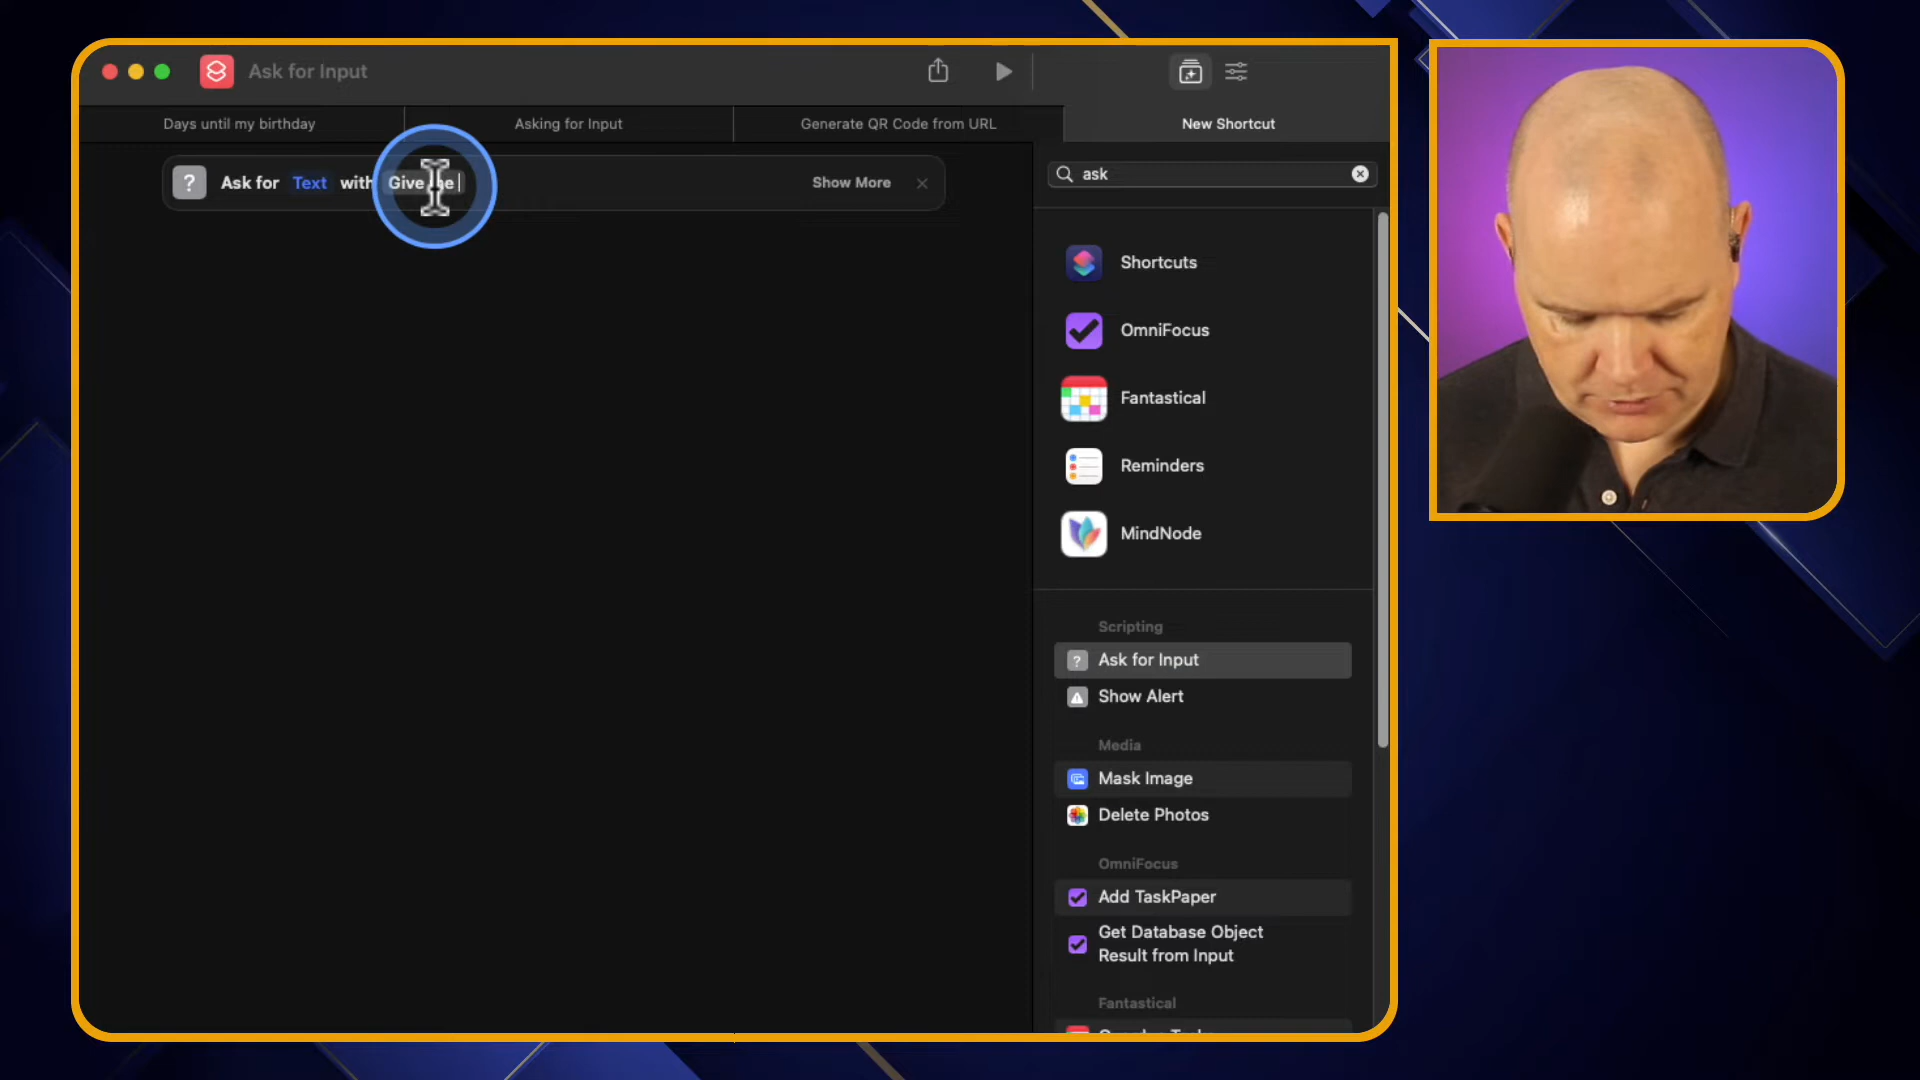 Ask for Input
Days until my birthday
Asking for Input
Generate QR Code from URL
New Shortcut
Ask for Text with Give me
Show More
ask
Shortcuts
OmniFocus
Fantastical
Reminders
MindNode
Scripting
Ask for Input
Show Alert
Media
Mask Image
Delete Photos
OmniFocus
Add TaskPaper
Get Database Object
Result from Input
Fantastical